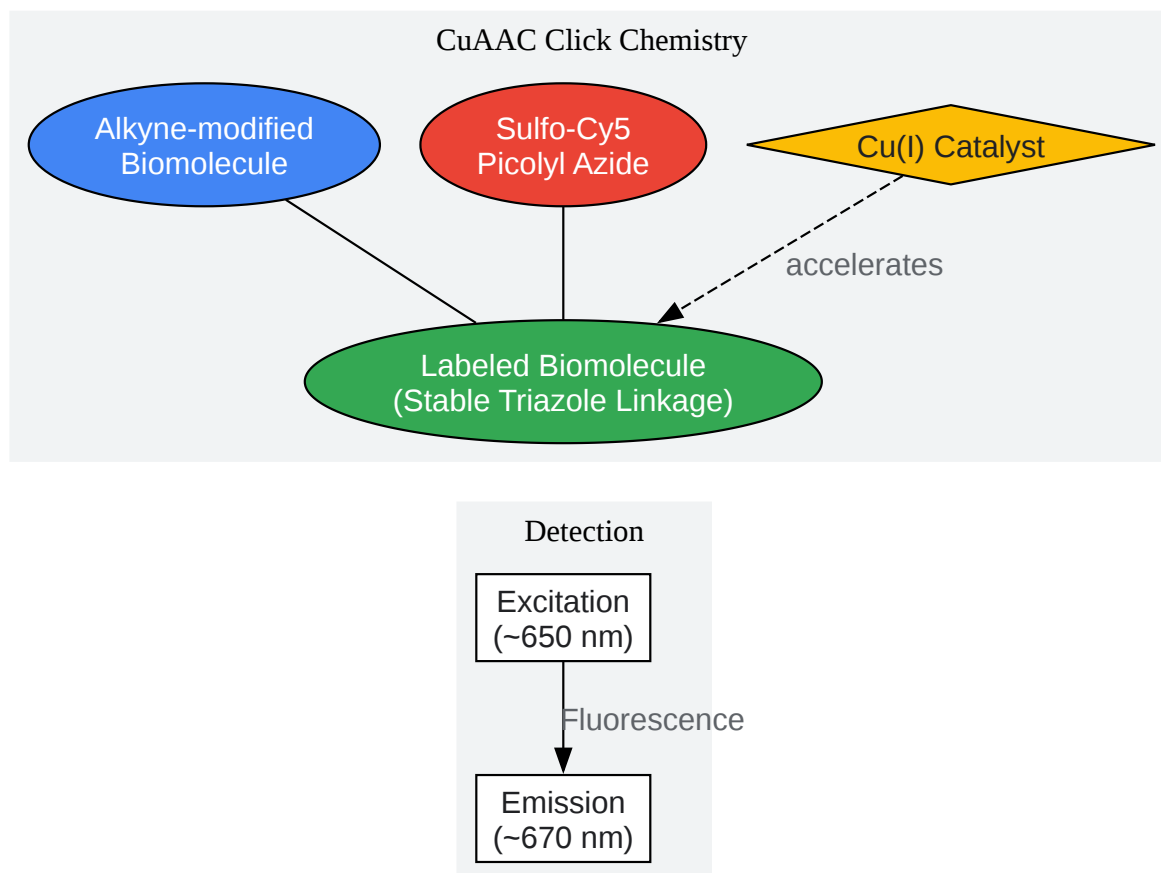 CuAAC Click Chemistry
Alkyne-modified
Biomolecule
Sulfo-Cy5
Picolyl Azide
Cu(I) Catalyst
accelerates
Labeled Biomolecule
(Stable Triazole Linkage)
Detection
Excitation
(~650 nm)
Fluorescence
Emission
(~670 nm)